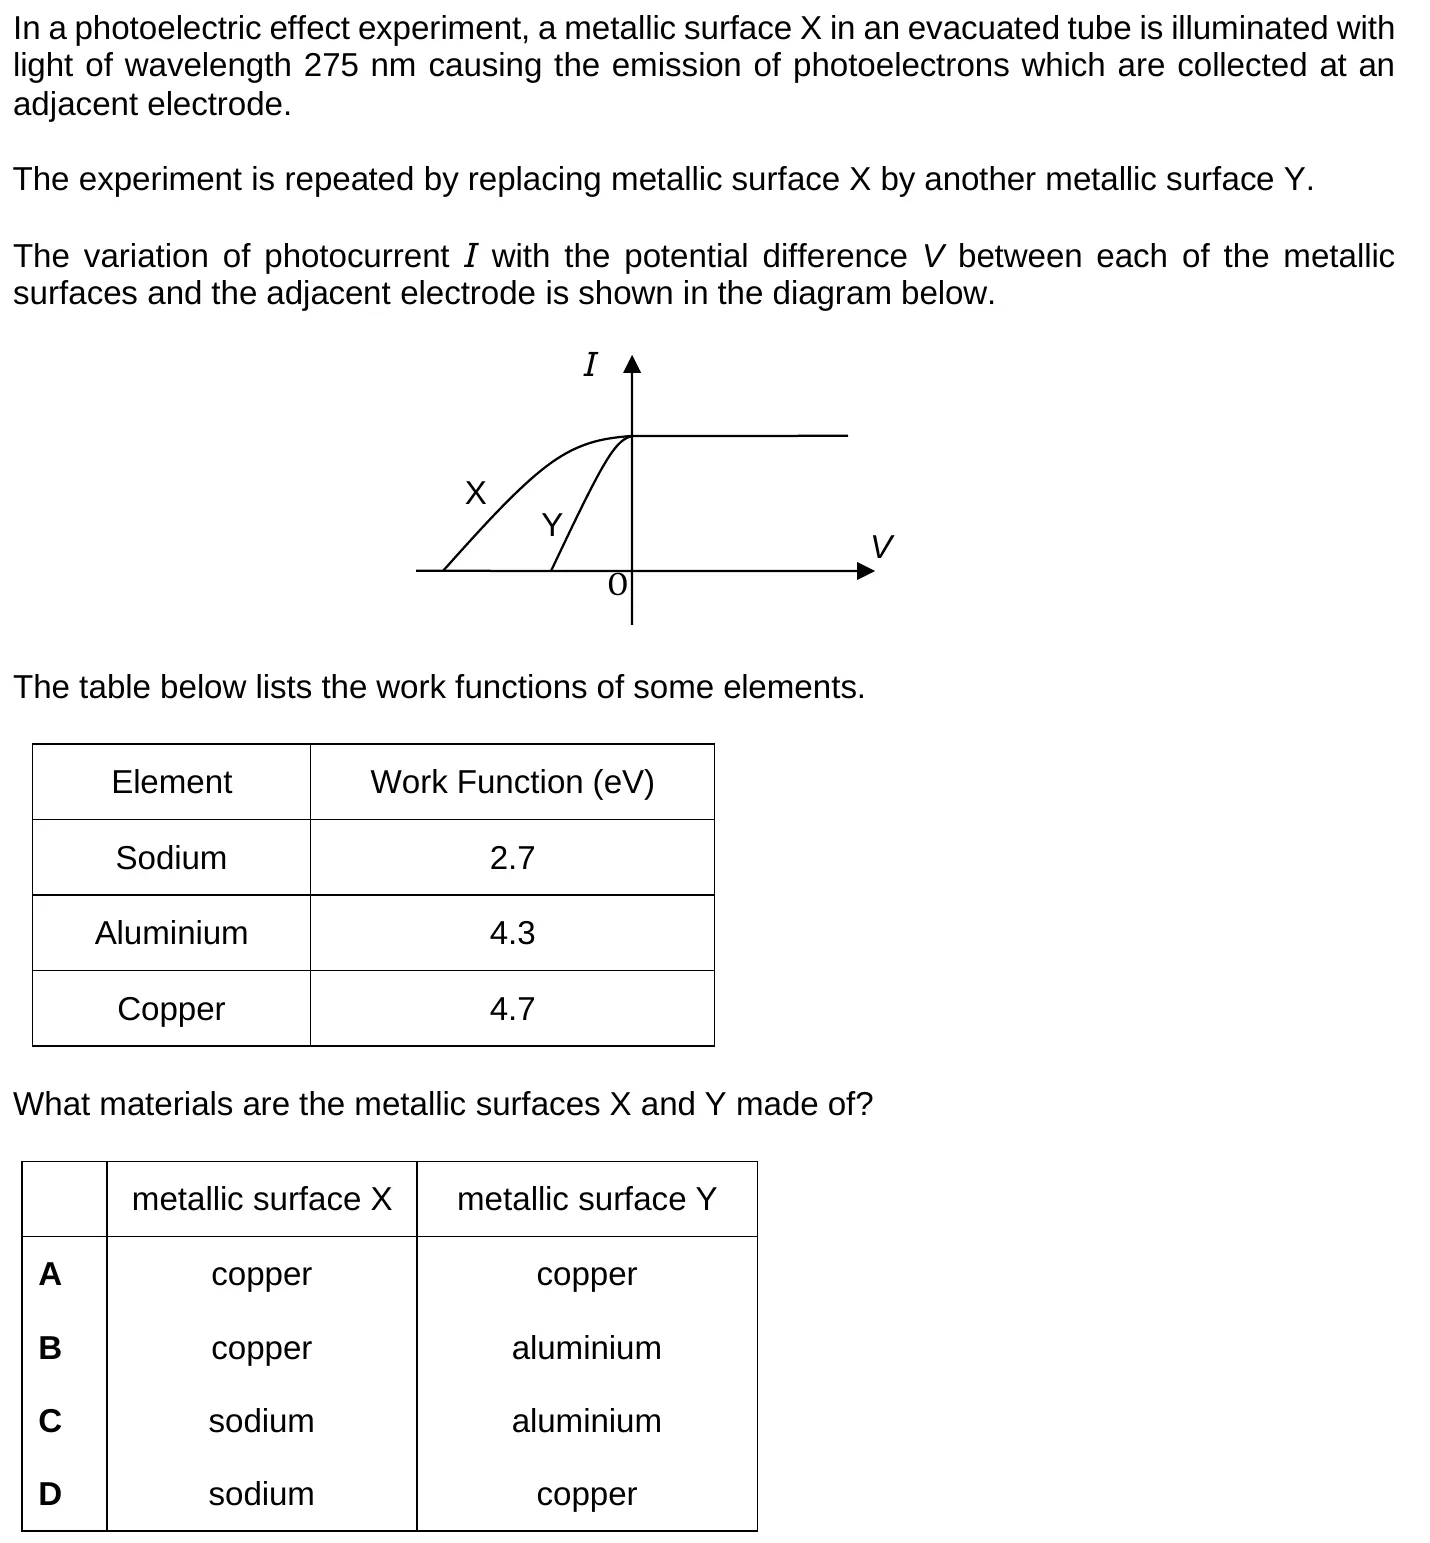 In a photoelectric effect experiment, a metallic surface X in an evacuated tube is illuminated with
light of wavelength 275 nm causing the emission of photoelectrons which are collected at an
adjacent electrode.
The experiment is repeated by replacing metallic surface X by another metallic surface Y.
The variation of photocurrent I with the potential difference V between each of the metallic
surfaces and the adjacent electrode is shown in the diagram below.
I
X
Y
V
0
The table below lists the work functions of some elements.
Element Work Function (eV)
Sodium 2.7
Aluminium 4.3
Copper 4.7
What materials are the metallic surfaces X and Y made of?
metallic surface X metallic surface Y
A copper copper
B copper aluminium
C sodium aluminium
D sodium copper